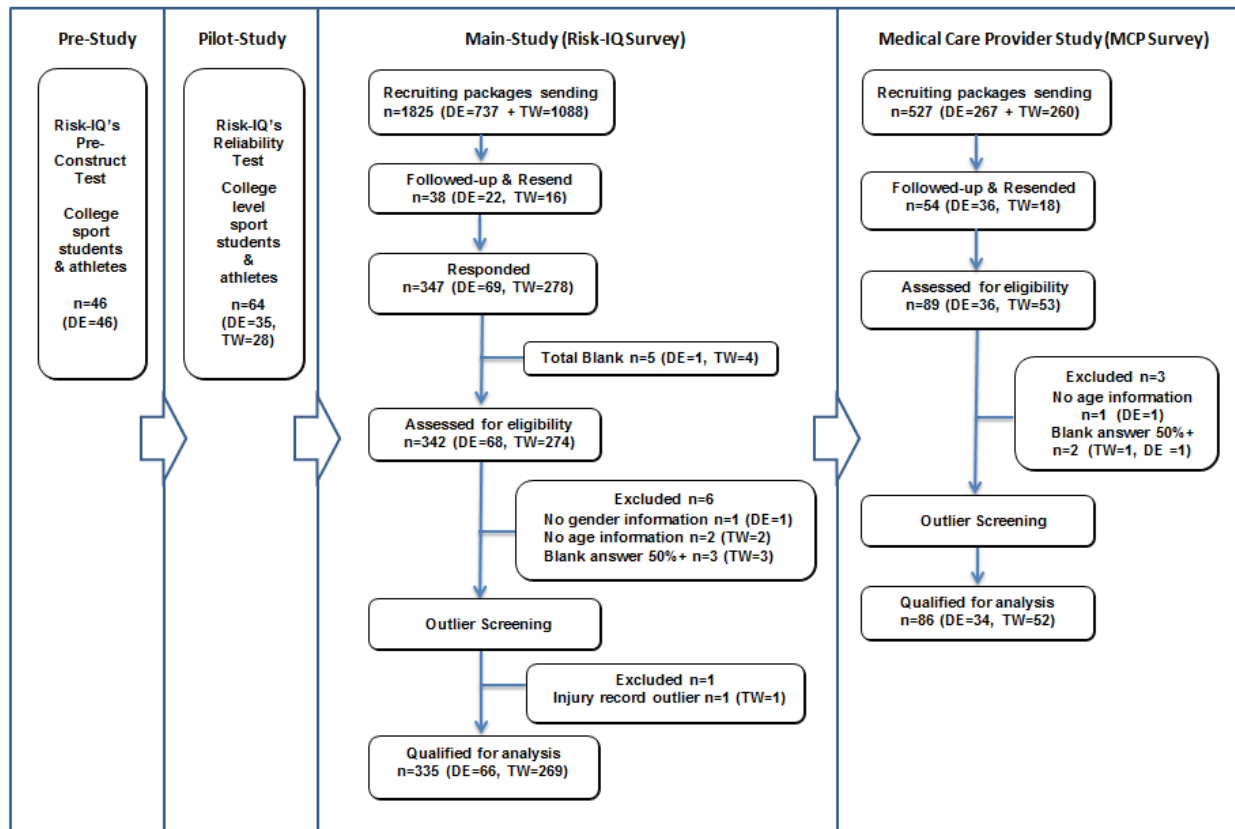 Pre-Study
Risk-IQ's
Pre-
Construct
Test
College
sport
students
& athletes
n=46
(DE=46)
Pilot-Study
Risk-IQ's
Reliability
Test
College
level
sport
students
&
athletes
n=64
(DE=35,
TW=28)
Main-Study (Risk-IQ Survey)
Recruiting packages sending
n=1825 (DE=737 + TW=1088)
Followed-up & Resend
n=38 (DE=22, TW=16)
Responded
n=347 (DE=69, TW=278)
Total Blank n=5 (DE=1, TW=4)
Assessed for eligibility
n=342 (DE=68, TW=274)
Excluded n=6
No gender information n=1 (DE=1)
No age information n=2 (TW=2)
Blank answer 50%+ n=3 (TW=3)
Outlier Screening
Excluded n=1
Injury record outlier n=1 (TW=1)
Qualified for analysis
n=335 (DE=66, TW=269)
Medical Care Provider Study (MCP Survey)
Recruiting packages sending
n=527 (DE=267 + TW=260)
Followed-up & Resended
n=54 (DE=36, TW=18)
Assessed for eligibility
n=89 (DE=36, TW=53)
Excluded n=3
No age information
n=1 (DE=1)
Blank answer 50%+
n=2 (TW=1, DE =1)
Outlier Screening
Qualified for analysis
n=86 (DE=34, TW=52)